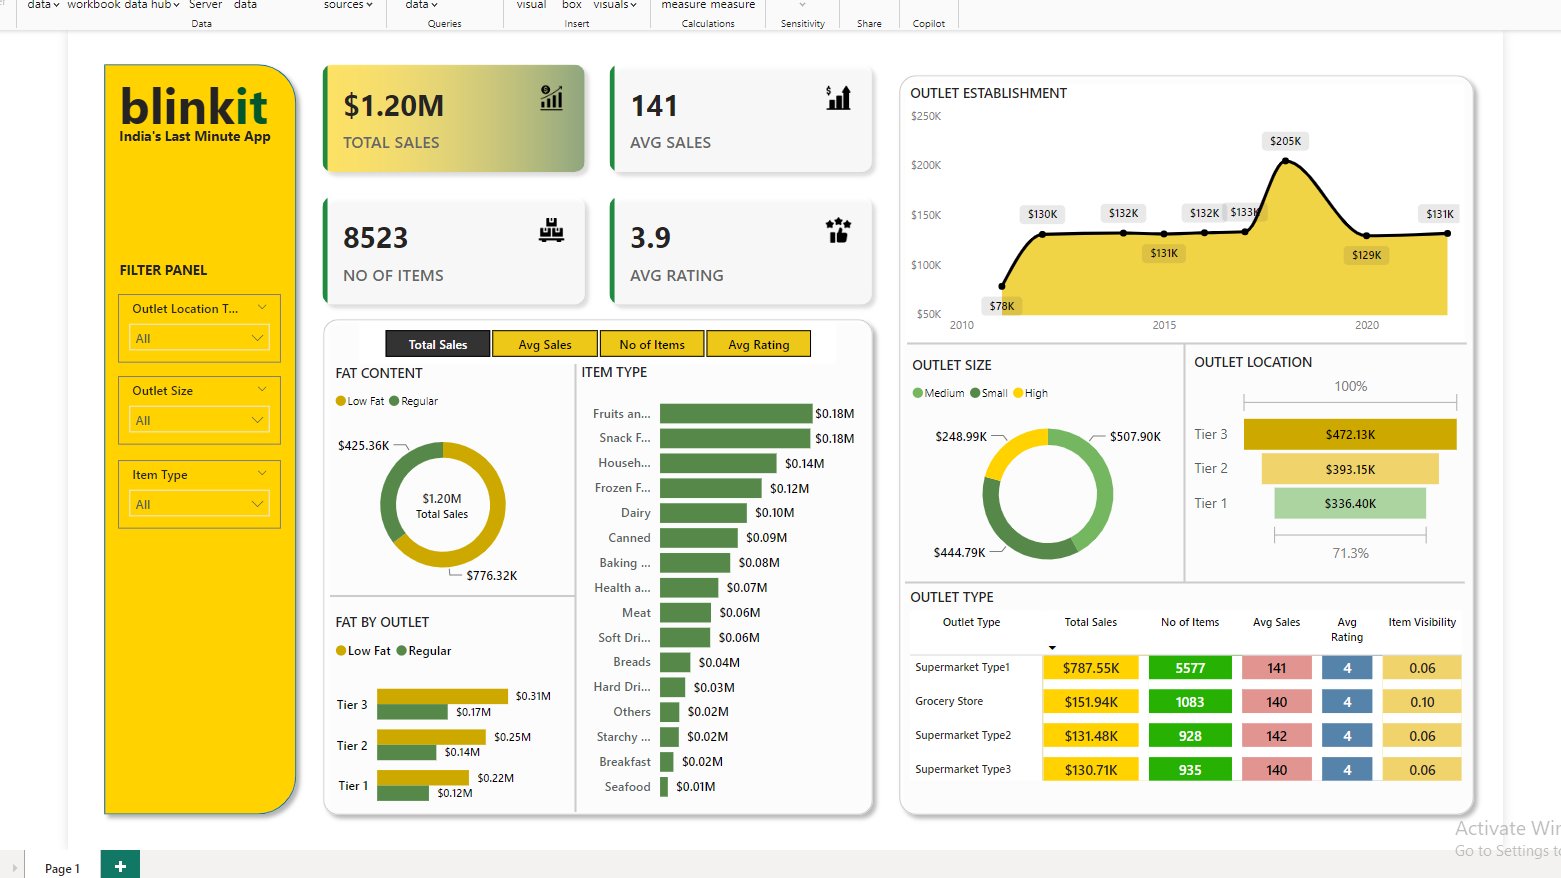 data
workbook
data hub
Server
data
sources
data
visual
box
visuals
measure measure
Data
Queries
Insert
Calculations
Sensitivity
Share
Copilot
blinkit
India's Last Minute App
FILTER PANEL
Outlet Location T...
All
Outlet Size
All
Item Type
All
$1.20M
TOTAL SALES
141
AVG SALES
8523
NO OF ITEMS
3.9
AVG RATING
Total Sales
Avg Sales
No of Items
Avg Rating
FAT CONTENT
Low Fat
Regular
$425.36K
$1.20M
Total Sales
$776.32K
FAT BY OUTLET
Low Fat
Regular
Tier 3
$0.31M
$0.17M
Tier 2
$0.25M
$0.14M
Tier 1
$0.22M
$0.12M
ITEM TYPE
Fruits an... $0.18M
Snack F... $0.18M
Househ... $0.14M
Frozen F... $0.12M
Dairy $0.10M
Canned $0.09M
Baking ... $0.08M
Health a... $0.07M
Meat $0.06M
Soft Dri... $0.06M
Breads $0.04M
Hard Dri... $0.03M
Others $0.02M
Starchy ... $0.02M
Breakfast $0.02M
Seafood $0.01M
OUTLET ESTABLISHMENT
$250K
$200K
$150K
$100K
$50K
$78K
$130K
$132K
$131K
$132K
$133K
$205K
$129K
$131K
2010
2015
2020
OUTLET SIZE
Medium
Small
High
$248.99K
$507.90K
$444.79K
OUTLET LOCATION
100%
Tier 3 $472.13K
Tier 2 $393.15K
Tier 1 $336.40K
71.3%
OUTLET TYPE
Outlet Type Total Sales No of Items Avg Sales Avg Rating Item Visibility
Supermarket Type1 $787.55K 5577 141 4 0.06
Grocery Store $151.94K 1083 140 4 0.10
Supermarket Type2 $131.48K 928 142 4 0.06
Supermarket Type3 $130.71K 935 140 4 0.06
Activate Wi
Go to Settings t
Page 1